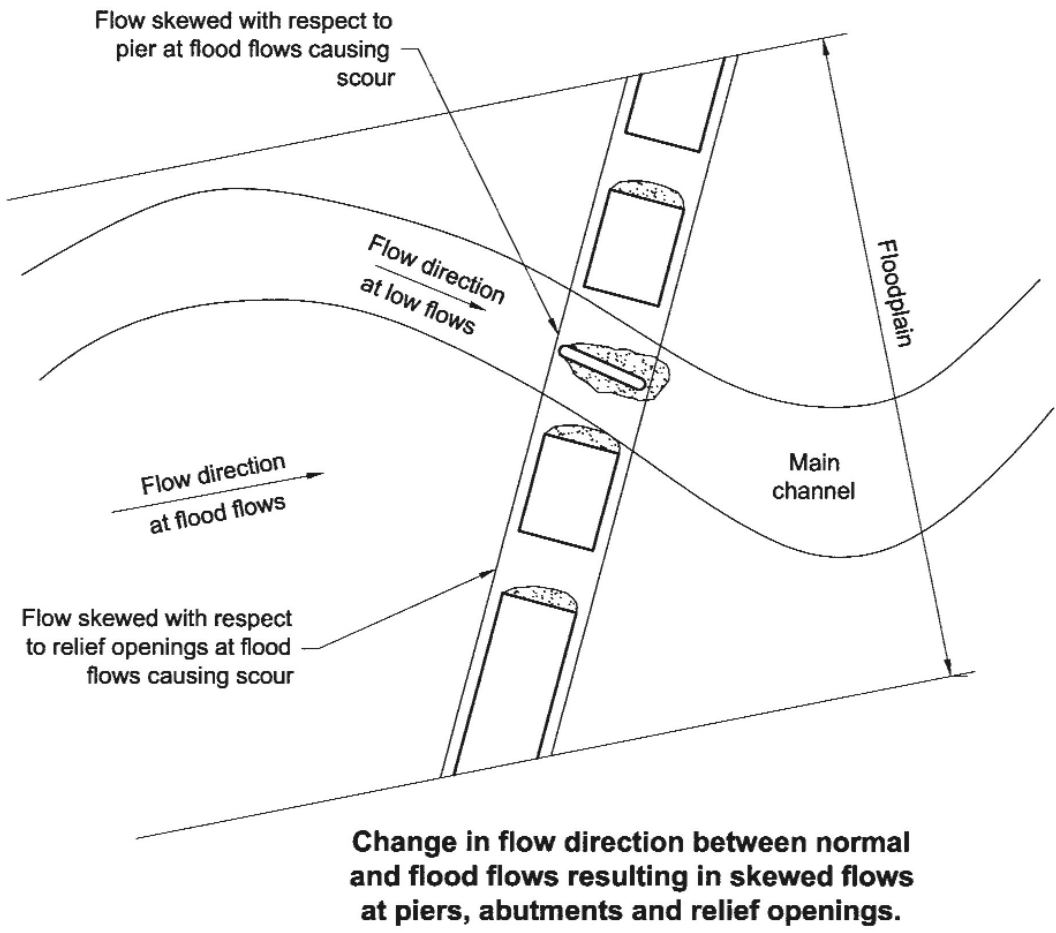 Flow skewed with respect to
pier at flood flows causing
scour
Flow direction
at low flows
Floodplain
Flow direction
at flood flows
Main
channel
Flow skewed with respect
to relief openings at flood
flows causing scour
Change in flow direction between normal
and flood flows resulting in skewed flows
at piers, abutments and relief openings.